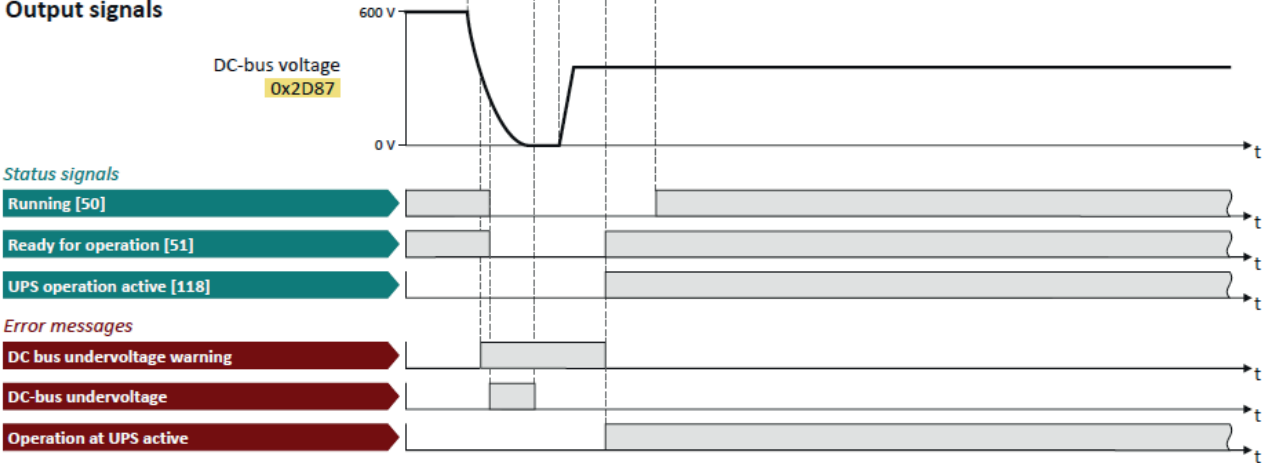 Output signals
600 V
DC-bus voltage
0x2D87
0 V
t
Status signals
Running [50]
t
Ready for operation [51]
t
UPS operation active [118]
t
Error messages
DC bus undervoltage warning
t
DC-bus undervoltage
t
Operation at UPS active
t